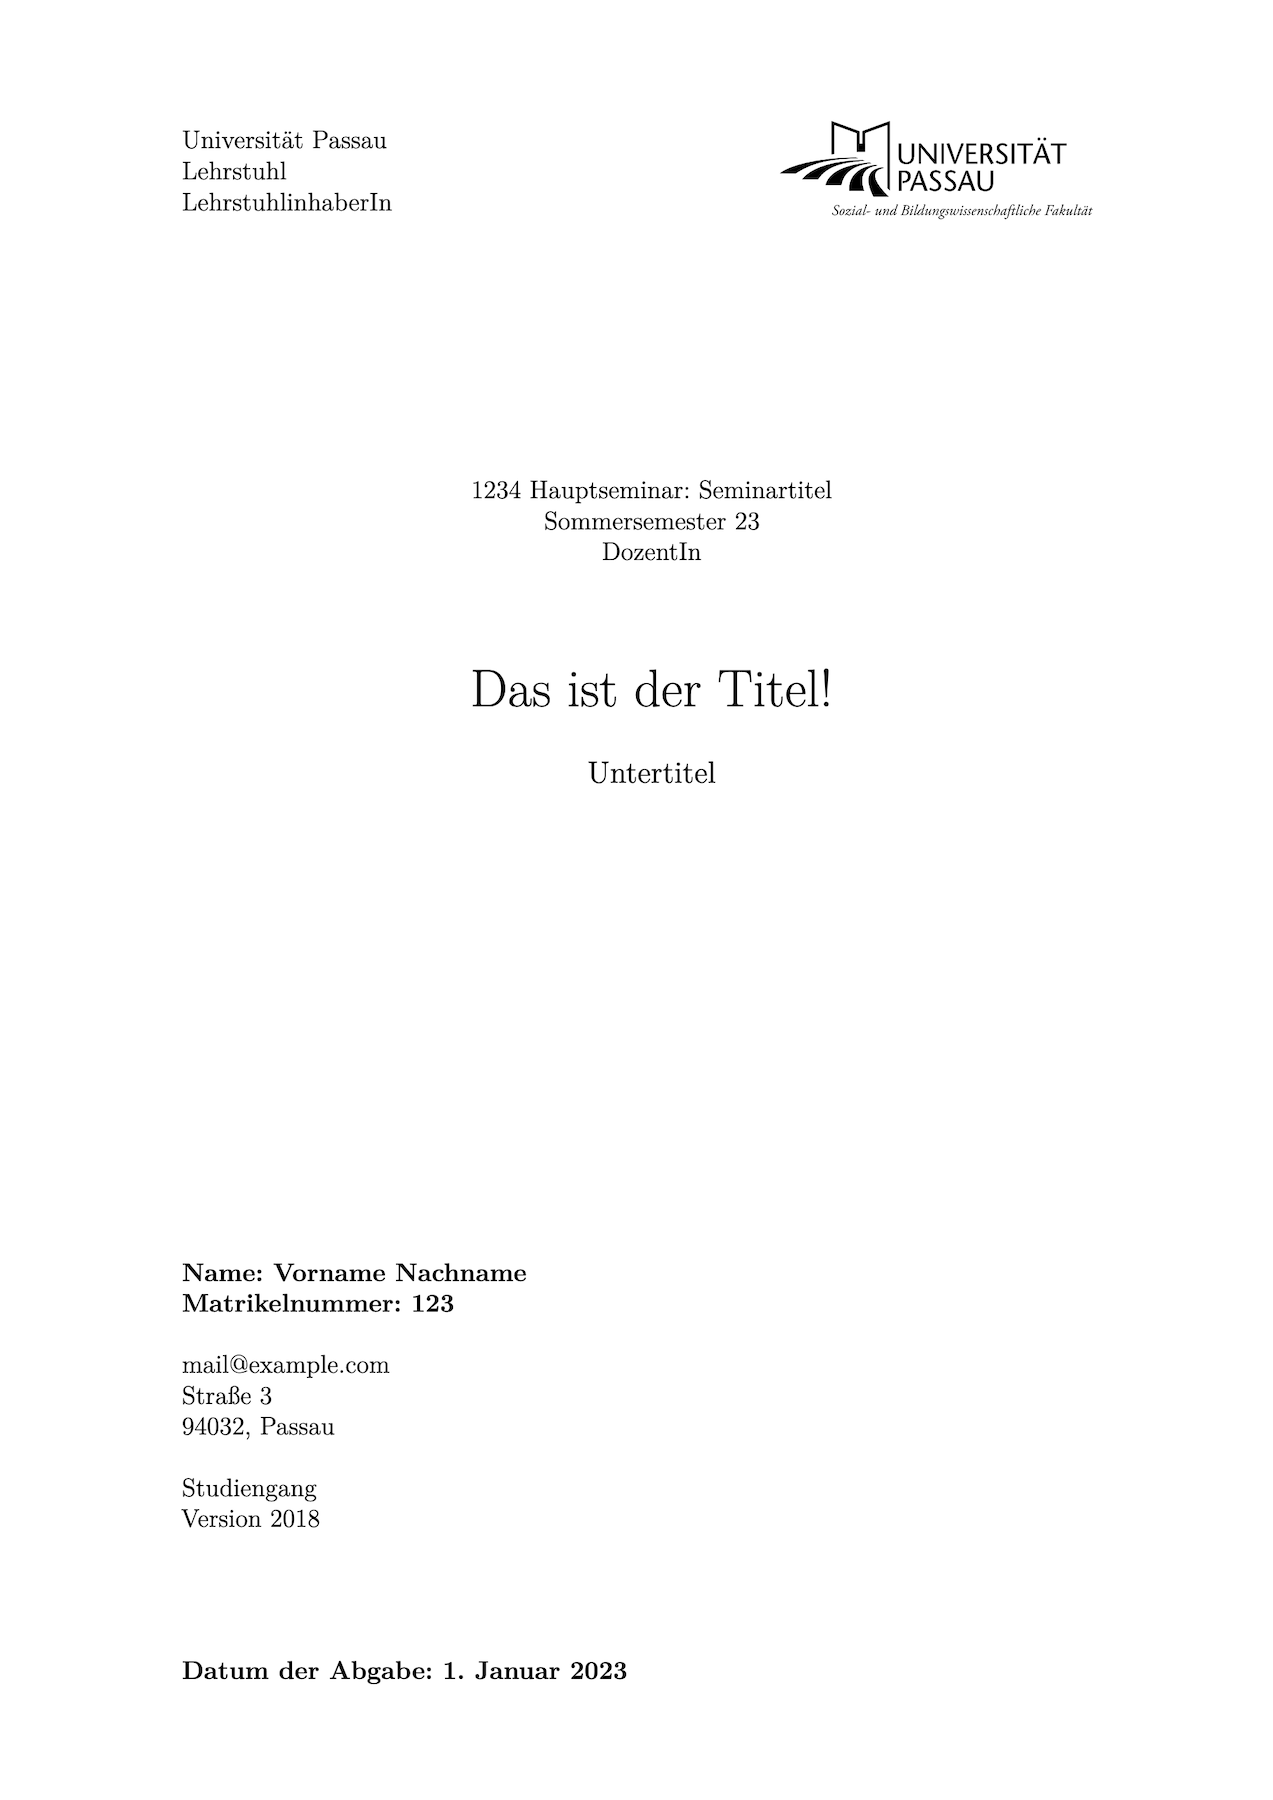 Universität Passau
Lehrstuhl
LehrstuhlinhaberIn
UNIVERSITÄT
PASSAU
Sozial- und Bildungswissenschaftliche Fakultät
1234 Hauptseminar: Seminartitel
Sommersemester 23
DozentIn
Das ist der Titel!
Untertitel
Name: Vorname Nachname
Matrikelnummer: 123
mail@example.com
Straße 3
94032, Passau
Studiengang
Version 2018
Datum der Abgabe: 1. Januar 2023